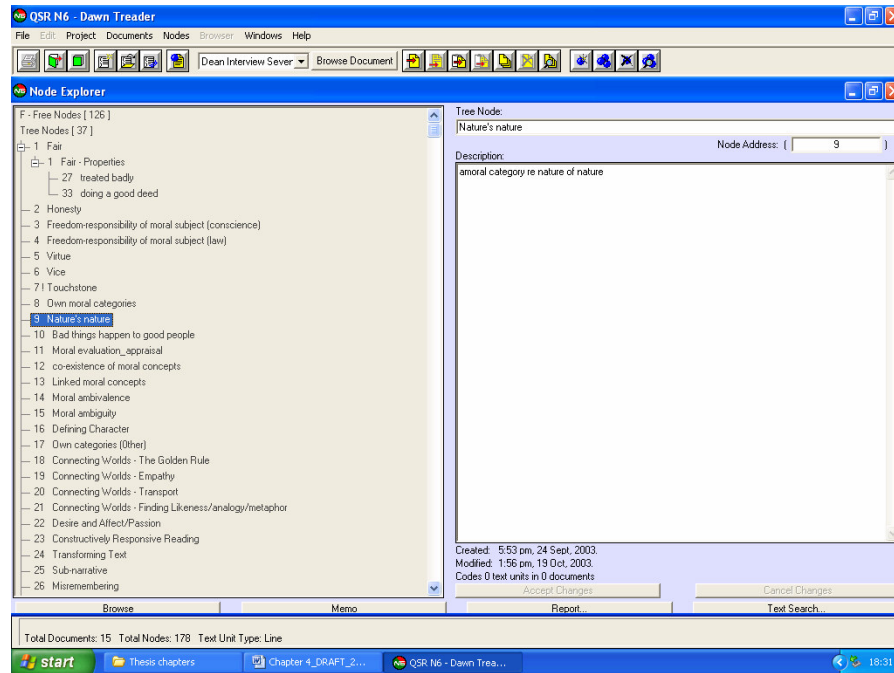 QSR N6 - Dawn Treader
File Edit Project Documents Nodes Browser Windows Help
Dean Interview Sever Browse Document
Node Explorer
F - Free Nodes [ 126 ]
Tree Nodes [ 37 ]
1 Fair
1 Fair - Properties
27 treated badly
33 doing a good deed
2 Honesty
3 Freedom-responsibility of moral subject (conscience)
4 Freedom-responsibility of moral subject (law)
5 Virtue
6 Vice
7 ! Touchstone
8 Own moral categories
9 Nature's nature
10 Bad things happen to good people
11 Moral evaluation_appraisal
12 co-existence of moral concepts
13 Linked moral concepts
14 Moral ambivalence
15 Moral ambiguity
16 Defining Character
17 Own categories (Other)
18 Connecting Worlds - The Golden Rule
19 Connecting Worlds - Empathy
20 Connecting Worlds - Transport
21 Connecting Worlds - Finding Likeness/analogy/metaphor
22 Desire and Affect/Passion
23 Constructively Responsive Reading
24 Transforming Text
25 Sub-narrative
26 Misremembering
Tree Node:
Nature's nature
Node Address: ( 9 )
Description:
amoral category re nature of nature
Created: 5:53 pm, 24 Sept, 2003.
Modified: 1:56 pm, 19 Oct, 2003.
Codes 0 text units in 0 documents
Accept Changes Cancel Changes
Browse Memo Report... Text Search...
Total Documents: 15 Total Nodes: 178 Text Unit Type: Line
start Thesis chapters Chapter 4_DRAFT_2... QSR N6 - Dawn Trea... 18:31